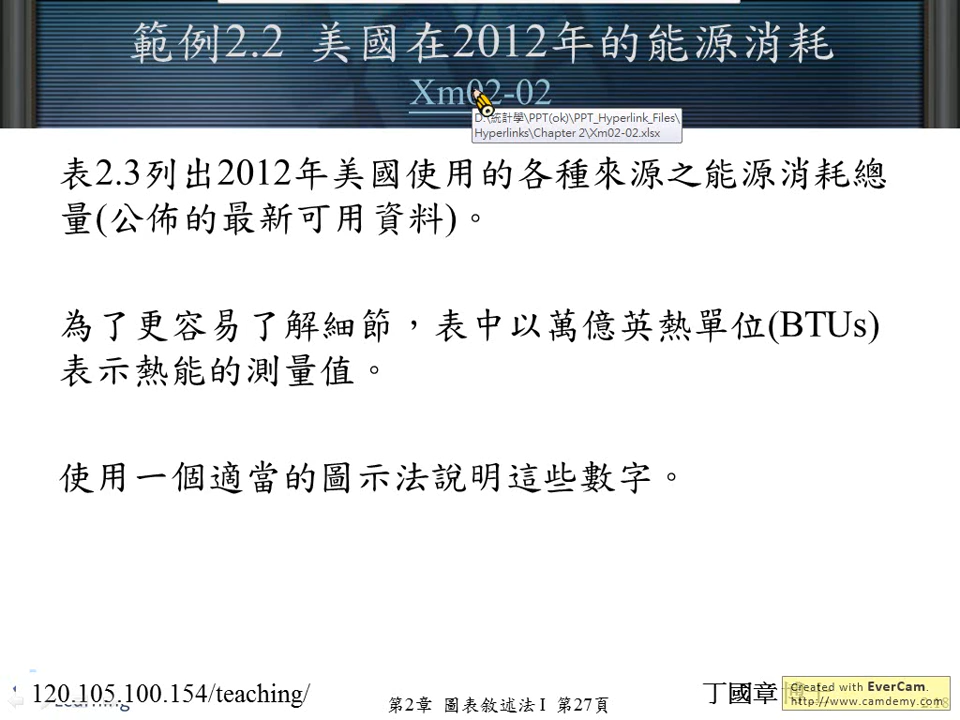 範例2.2 美國在2012年的能源消耗
Xm02-02
D:\統計學\PPT(ok)\PPT_Hyperlink_Files\
Hyperlinks\Chapter 2\Xm02-02.xlsx
表2.3列出2012年美國使用的各種來源之能源消耗總
量(公佈的最新可用資料)。
為了更容易了解細節，表中以萬億英熱單位(BTUs)
表示熱能的測量值。
使用一個適當的圖示法說明這些數字。
120.105.100.154/teaching/
Learning
第2章 圖表敘述法 I 第27頁
丁國章 博士
Created with EverCam.
http://www.camdemy.com
2.18